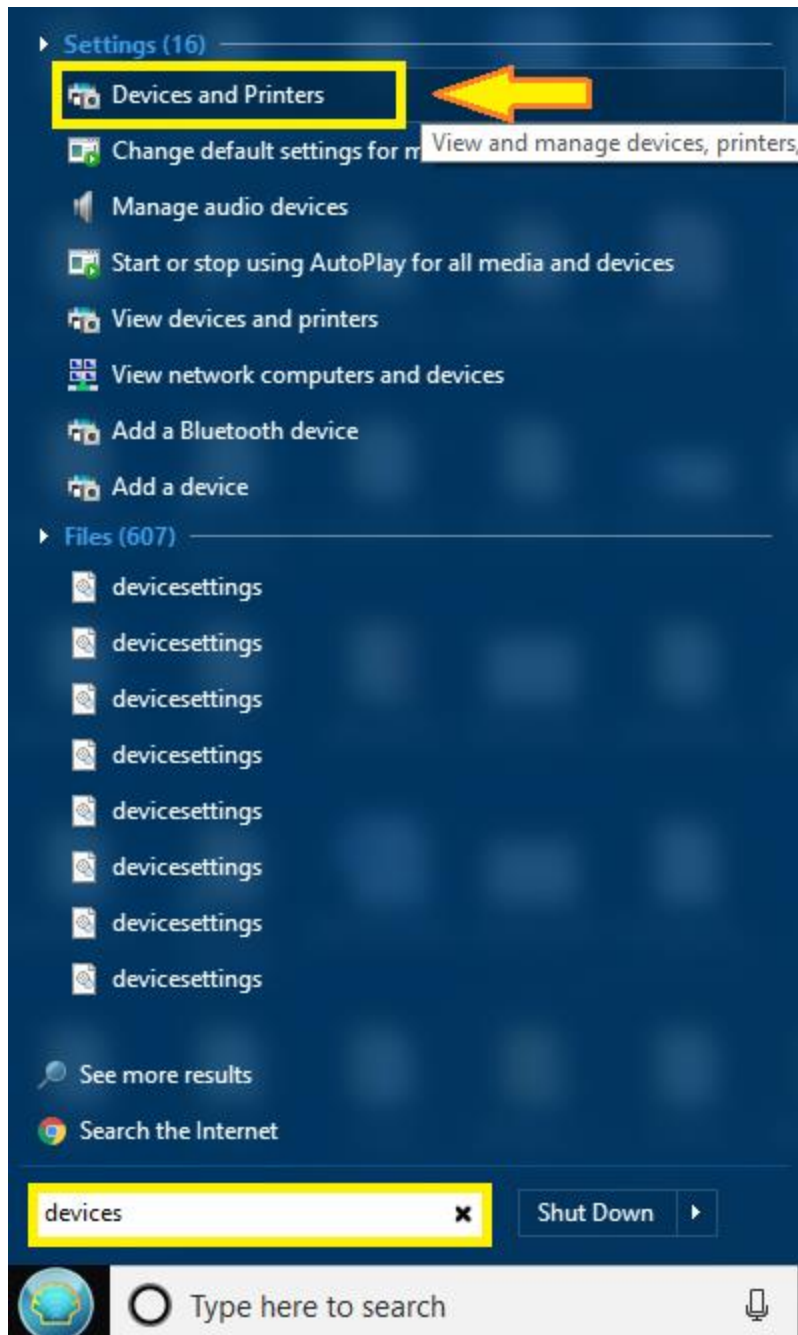 Settings (16)
Devices and Printers
Change default settings for m
View and manage devices, printers,
Manage audio devices
Start or stop using AutoPlay for all media and devices
View devices and printers
View network computers and devices
Add a Bluetooth device
Add a device
Files (607)
devicesettings
devicesettings
devicesettings
devicesettings
devicesettings
devicesettings
devicesettings
devicesettings
See more results
Search the Internet
devices
Shut Down
Type here to search